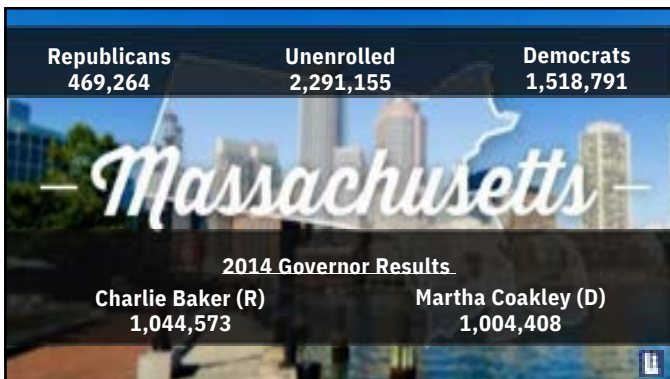 Republicans
469,264
Unenrolled
2,291,155
Democrats
1,518,791
Massachusetts
2014 Governor Results
Charlie Baker (R)
1,044,573
Martha Coakley (D)
1,004,408